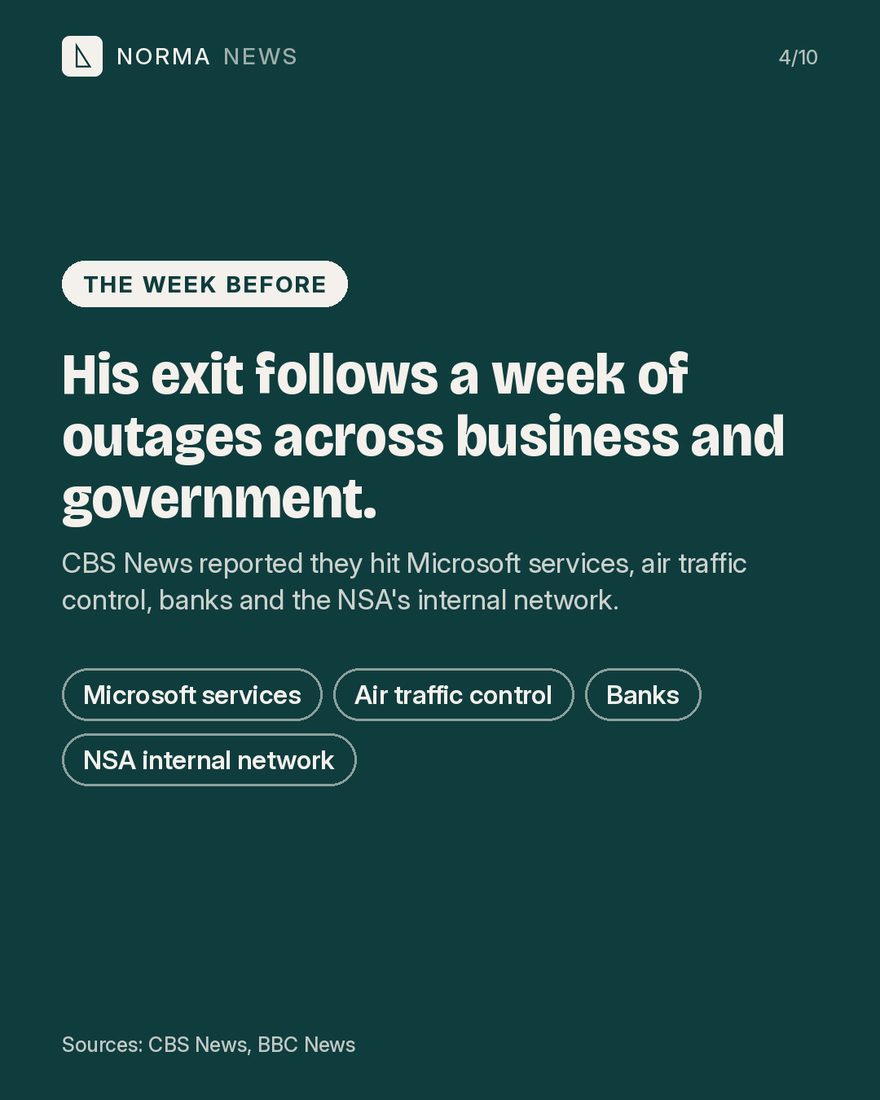 NORMA NEWS
4/10
THE WEEK BEFORE
His exit follows a week of
outages across business and
government.
CBS News reported they hit Microsoft services, air traffic
control, banks and the NSA's internal network.
Microsoft services
Air traffic control
Banks
NSA internal network
Sources: CBS News, BBC News